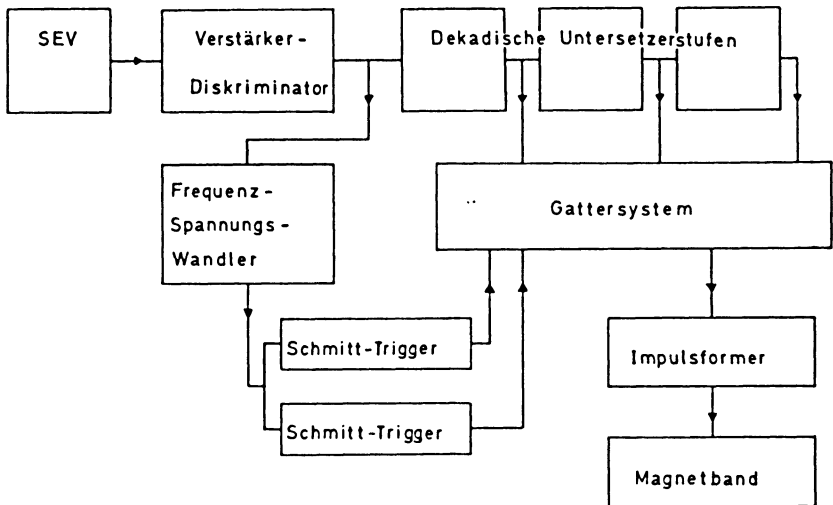 SEV
Verstärker-
Diskriminator
Dekadische Untersetzerstufen
Frequenz-
Spannungs-
Wandler
Gattersystem
Schmitt-Trigger
Impulsformer
Schmitt-Trigger
Magnetband